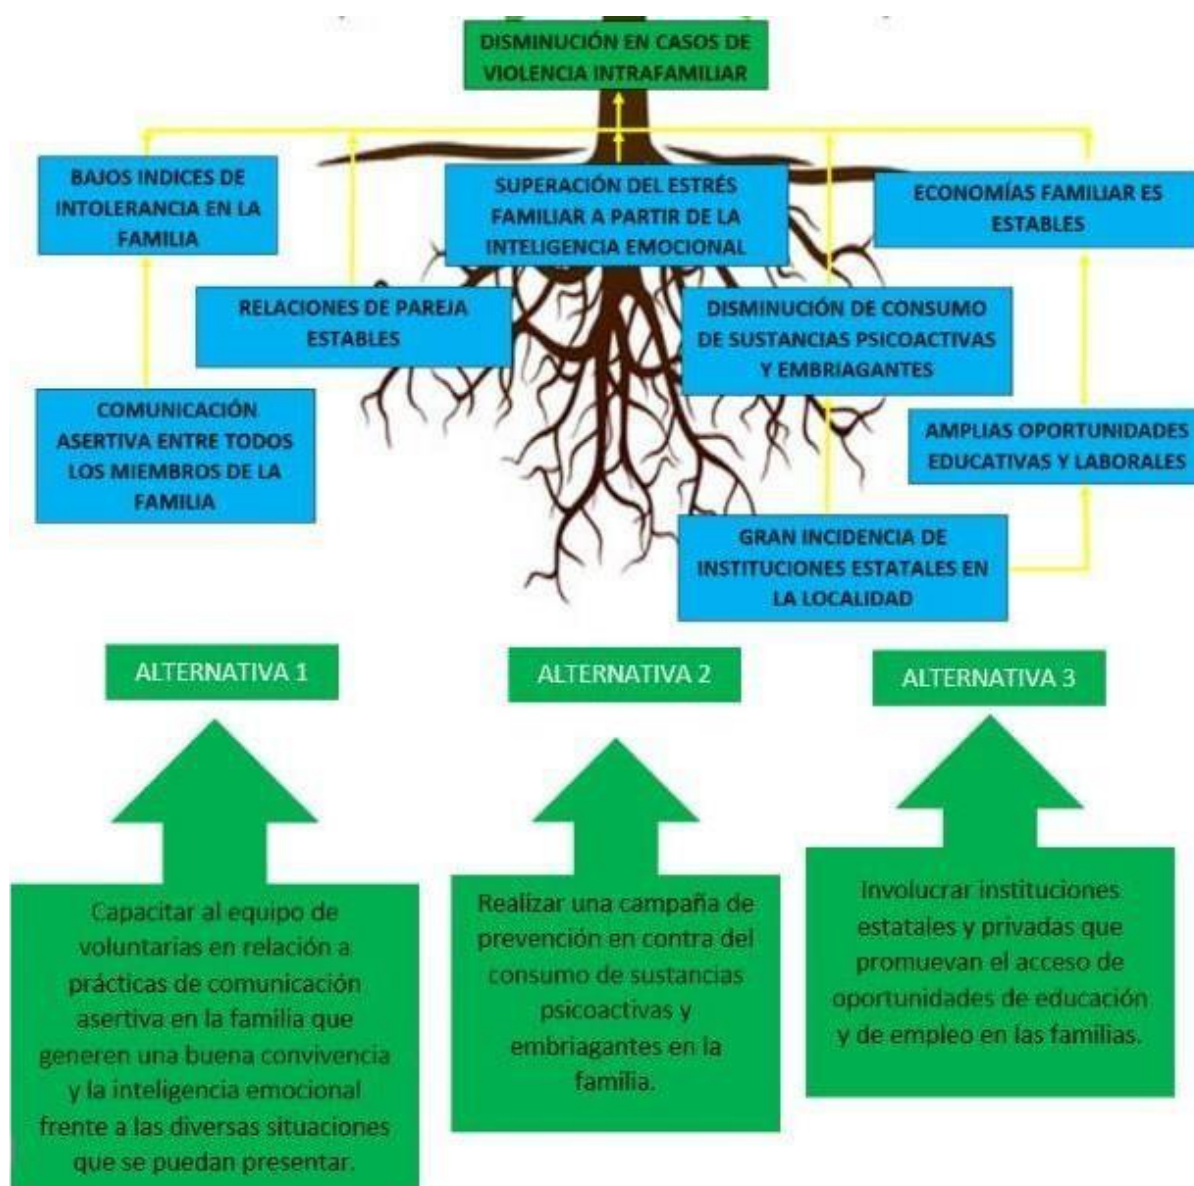 DISMINUCIÓN EN CASOS DE
VIOLENCIA INTRAFAMILIAR
BAJOS INDICES DE
INTOLERANCIA EN LA
FAMILIA
SUPERACIÓN DEL ESTRÉS
FAMILIAR A PARTIR DE LA
INTELIGENCIA EMOCIONAL
ECONOMÍAS FAMILIAR ES
ESTABLES
RELACIONES DE PAREJA
ESTABLES
DISMINUCIÓN DE CONSUMO
DE SUSTANCIAS PSICOACTIVAS
Y EMBRIAGANTES
COMUNICACIÓN
ASERTIVA ENTRE TODOS
LOS MIEMBROS DE LA
FAMILIA
AMPLIAS OPORTUNIDADES
EDUCATIVAS Y LABORALES
GRAN INCIDENCIA DE
INSTITUCIONES ESTATALES EN
LA LOCALIDAD
ALTERNATIVA 1
ALTERNATIVA 2
ALTERNATIVA 3
Capacitar al equipo de
voluntarias en relación a
prácticas de comunicación
asertiva en la familia que
generen una buena convivencia
y la inteligencia emocional
frente a las diversas situaciones
que se puedan presentar.
Realizar una campaña de
prevención en contra del
consumo de sustancias
psicoactivas y
embriagantes en la
familia.
Involucrar instituciones
estatales y privadas que
promuevan el acceso de
oportunidades de educación
y de empleo en las familias.